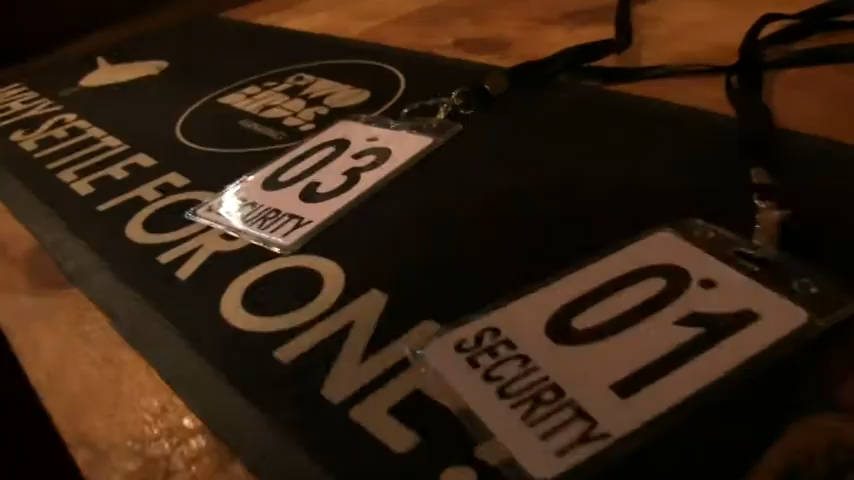 TWO
BIRDS.
WHY SETTLE FOR ONE
03
SECURITY
01
SECURITY